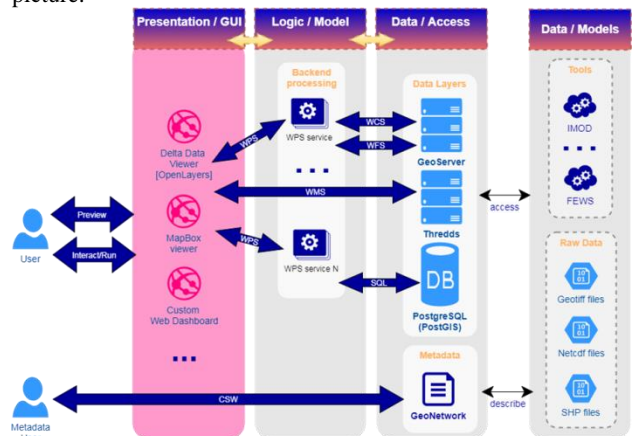 picture.
Presentation / GUI
Logic / Model
Data / Access
Data / Models
Backend
processing
Data Layers
Tools
WPS
WPS service
WCS
WFS
GeoServer
IMOD
Delta Data
Viewer
[OpenLayers]
WMS
access
FEWS
Preview
Interact/Run
User
MapBox
viewer
WPS
WPS service N
Thredds
SQL
DB
PostgreSQL
(PostGIS)
Raw Data
Geotiff files
Netcdf files
SHP files
Custom
Web Dashboard
...
Metadata
CSW
GeoNetwork
describe
Metadata